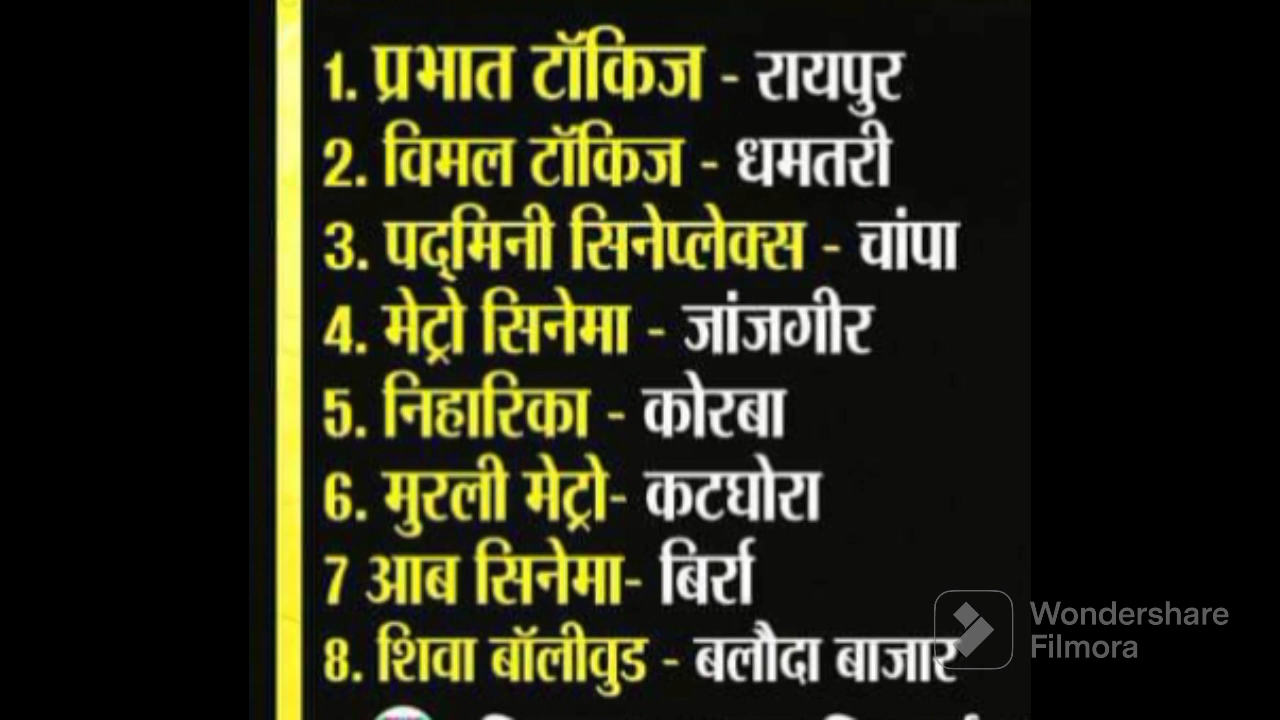 1. प्रभात टॉकिज - रायपुर
2. विमल टॉकिज - धमतरी
3. पद्मिनी सिनेप्लेक्स - चांपा
4. मेट्रो सिनेमा - जांजगीर
5. निहारिका - कोरबा
6. मुरली मेट्रो- कटघोरा
7 आब सिनेमा- बिर्रा
8. शिवा बॉलीवुड - बलौदा बाजार
Wondershare
Filmora